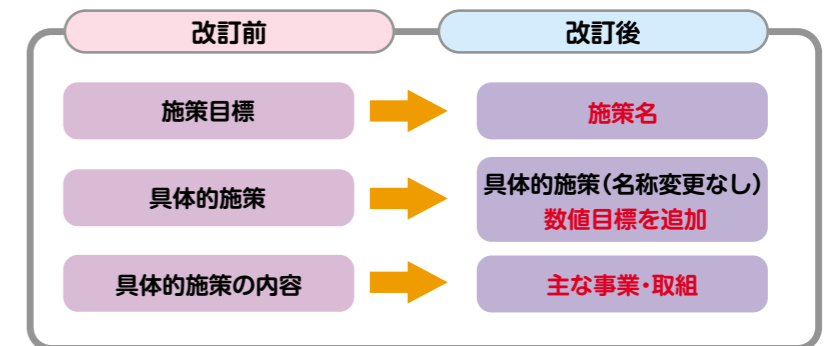 改訂前
改訂後
施策目標
施策名
具体的施策
具体的施策(名称変更なし)
数値目標を追加
具体的施策の内容
主な事業・取組